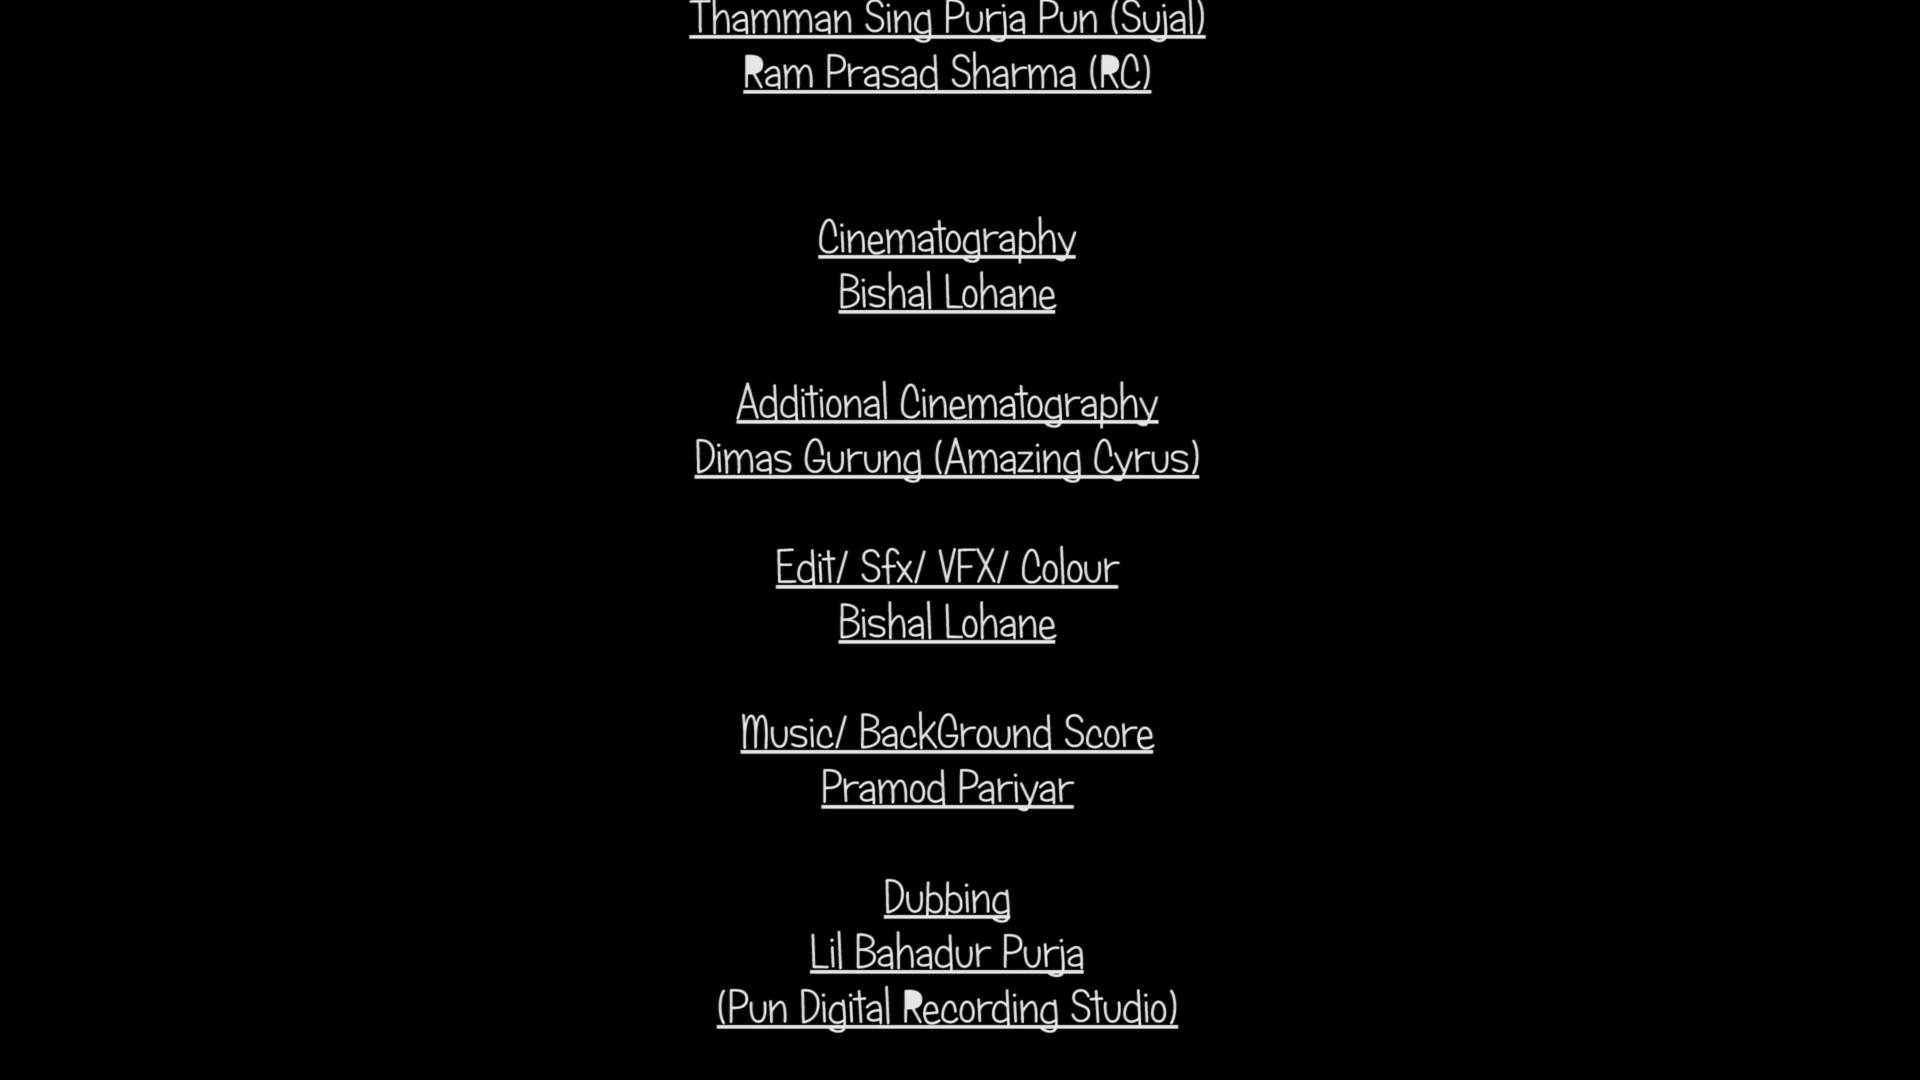 Thamman Sing Purja Pun (Sujal)
Ram Prasad Sharma (RC)
Cinematography
Bishal Lohane
Additional Cinematography
Dimas Gurung (Amazing Cyrus)
Edit/ Sfx/ VFX/ Colour
Bishal Lohane
Music/ BackGround Score
Pramod Pariyar
Dubbing
Lil Bahadur Purja
(Pun Digital Recording Studio)